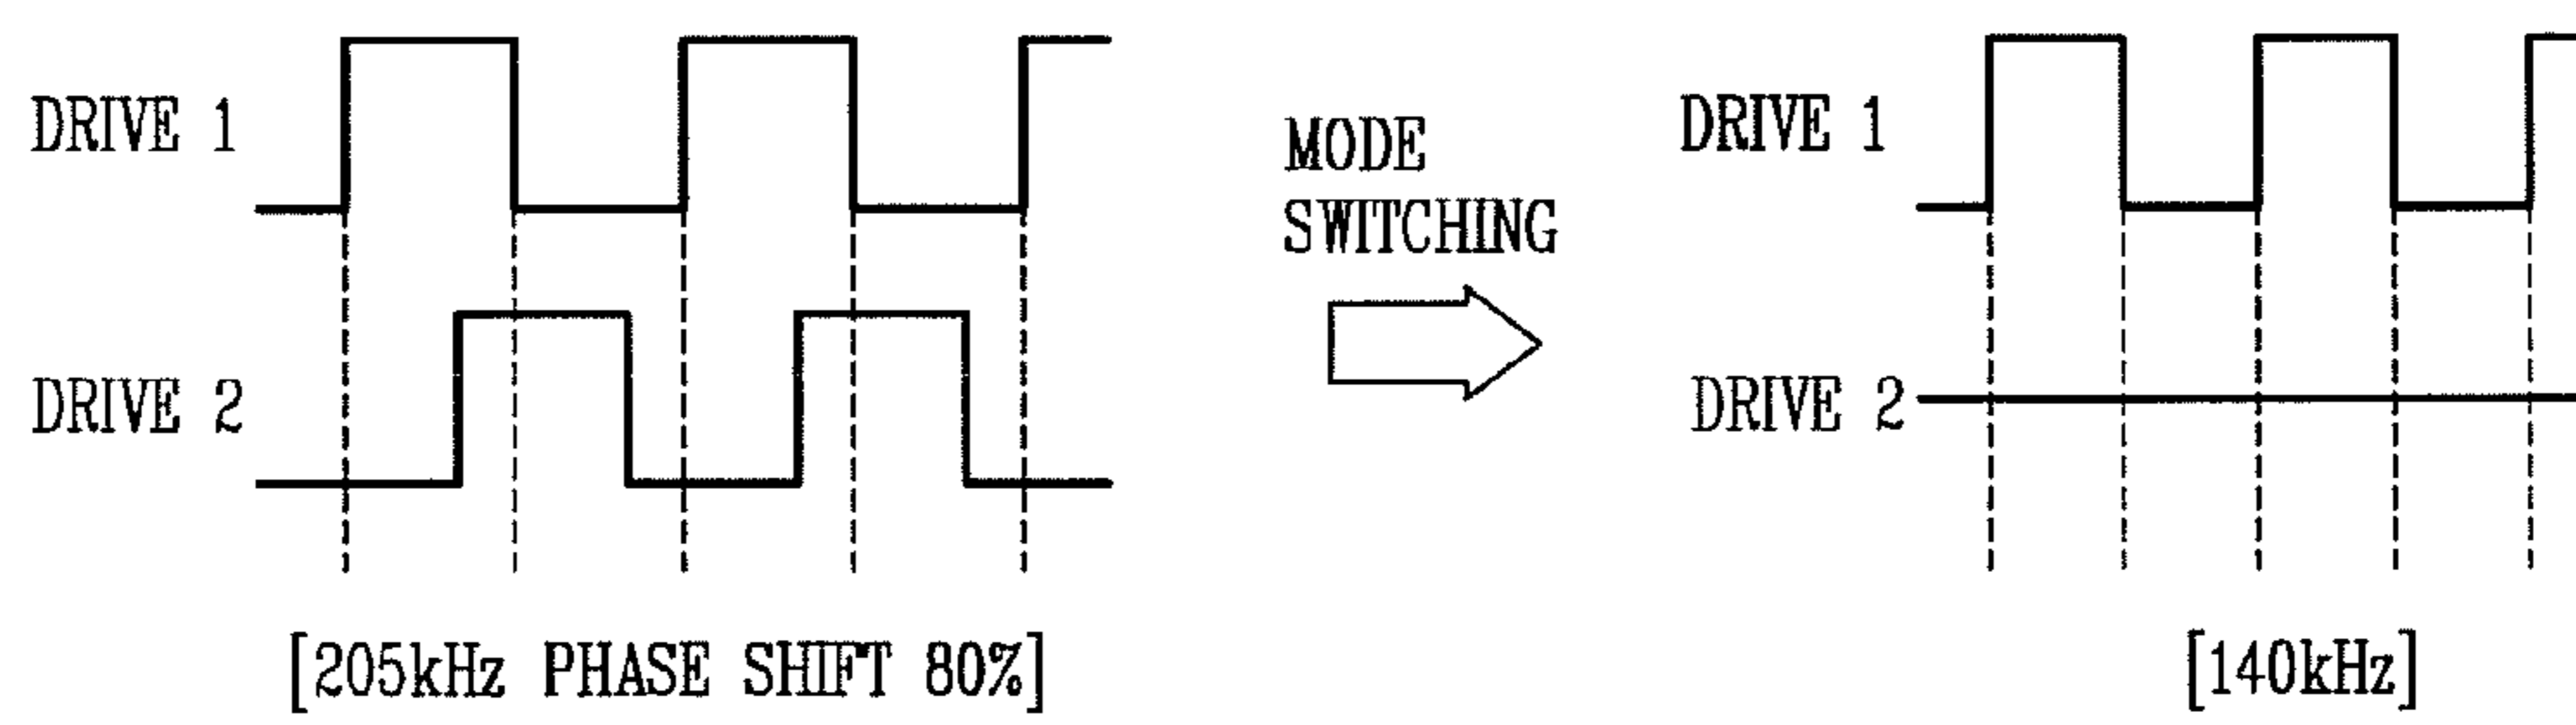 DRIVE 1
DRIVE 2
[205kHz PHASE SHIFT 80%]
MODE
SWITCHING
DRIVE 1
DRIVE 2
[140kHz]